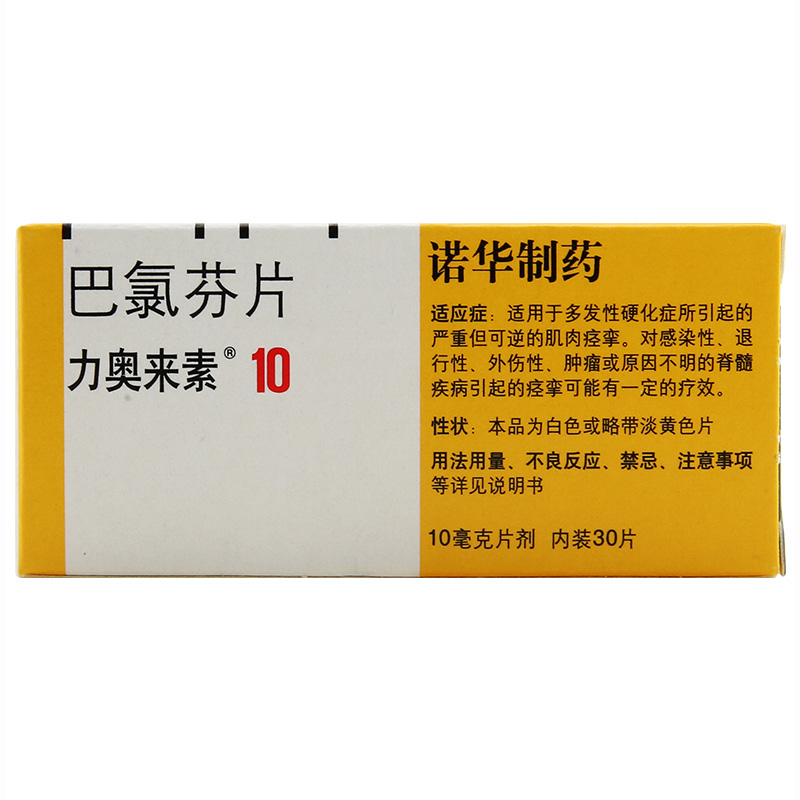 巴氯芬片
力奥来素® 10
诺华制药
适应症：适用于多发性硬化症所引起的
严重但可逆的肌肉痉挛。对感染性、退
行性、外伤性、肿瘤或原因不明的脊髓
疾病引起的痉挛可能有一定的疗效。
性状：本品为白色或略带淡黄色片
用法用量、不良反应、禁忌、注意事项
等详见说明书
10毫克片剂 内装30片